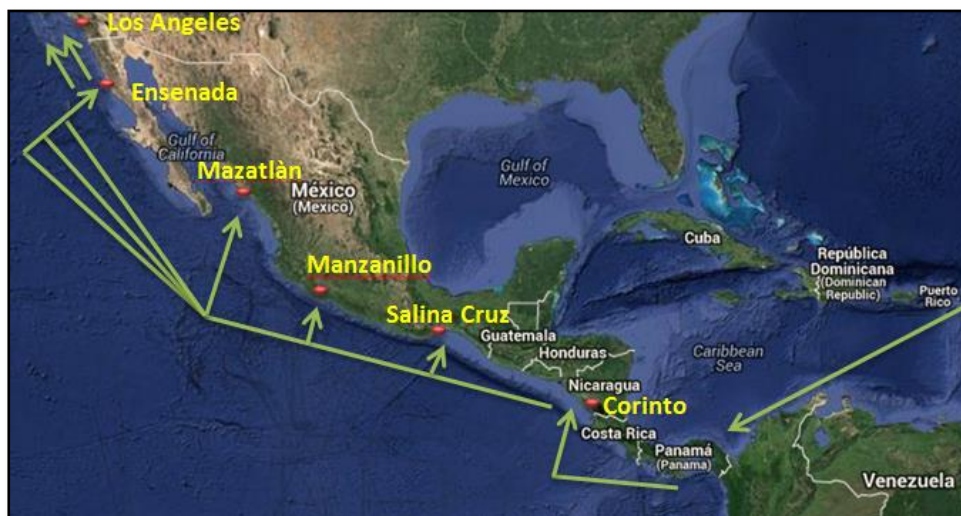 Los Angeles
Ensenada
Gulf of
California
Mazatlàn
México
(Mexico)
Gulf of
Mexico
Cuba
República
Dominicana
(Dominican
Republic)
Puerto
Rico
Manzanillo
Salina Cruz
Guatemala
Honduras
Caribbean
Sea
Nicaragua
Corinto
Costa Rica
Panamá
(Panama)
Venezuela